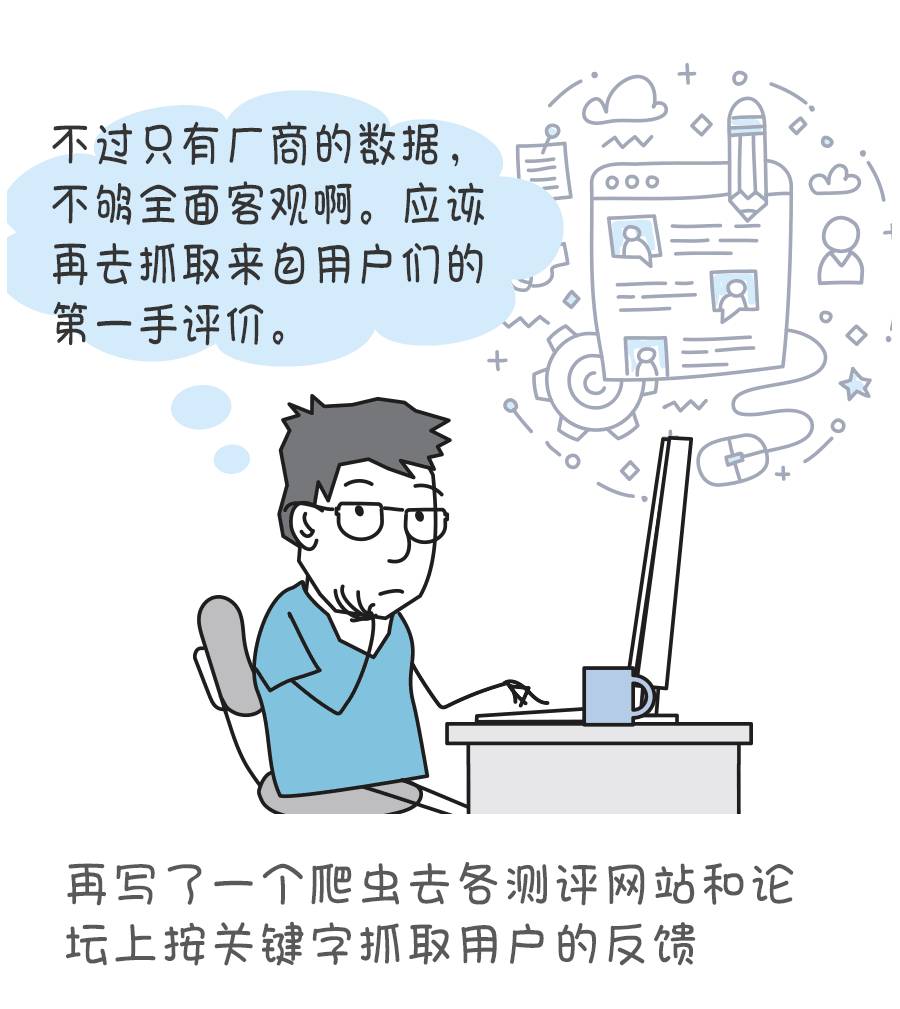 不过只有厂商的数据，
不够全面客观啊。应该
再去抓取来自用户们的
第一手评价。
再写了一个爬虫去各测评网站和论
坛上按关键字抓取用户的反馈